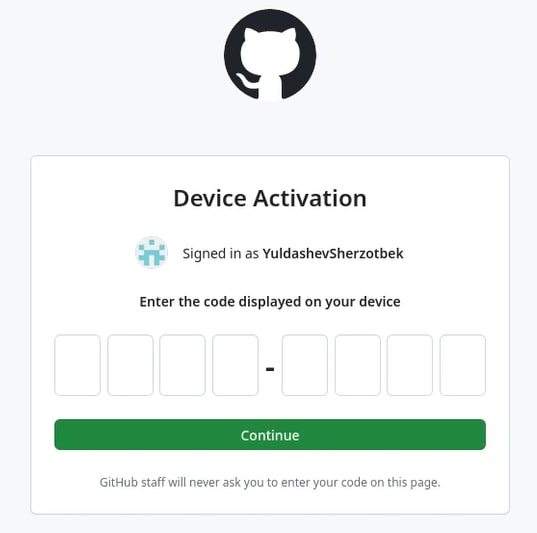 Device Activation
Signed in as YuldashevSherzotbek
Enter the code displayed on your device
-
Continue
GitHub staff will never ask you to enter your code on this page.